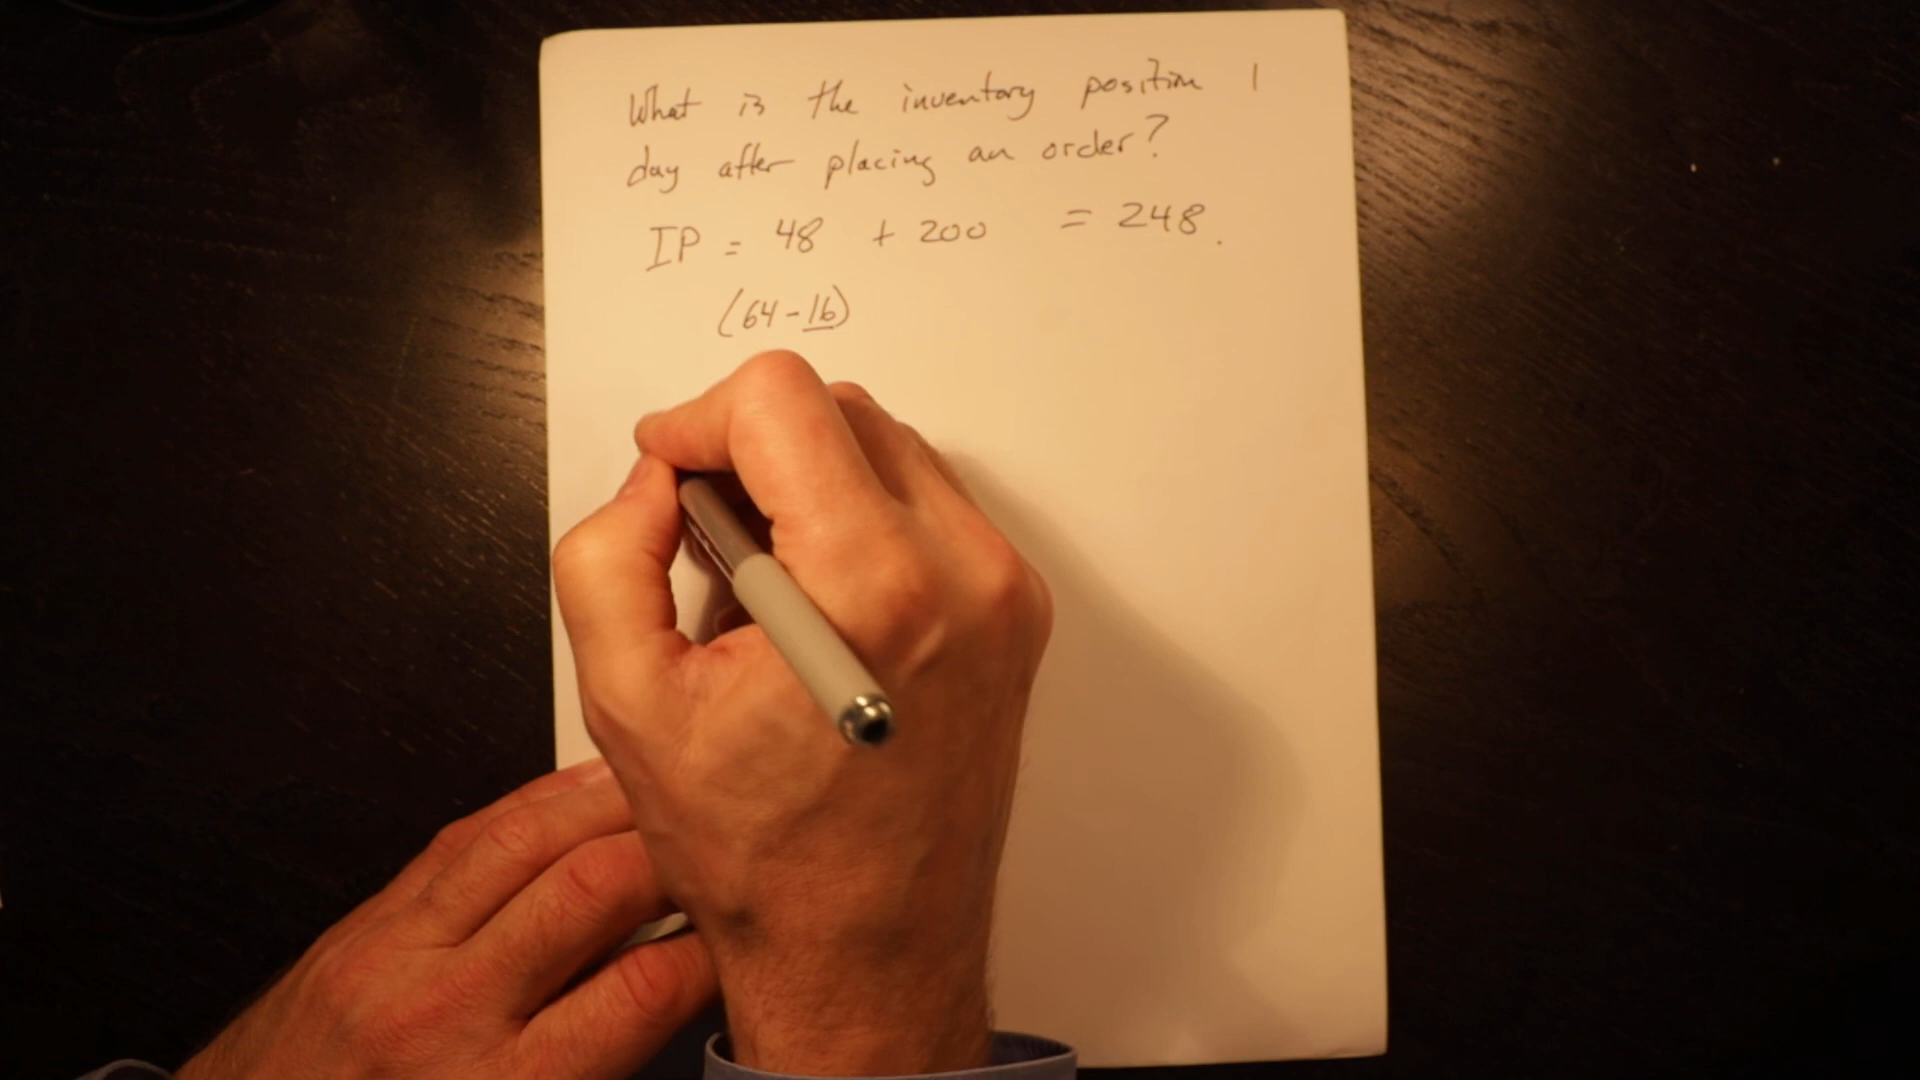 What is the inventory position 1
day after placing an order?
IP = 48 + 200 = 248.
(64-16)